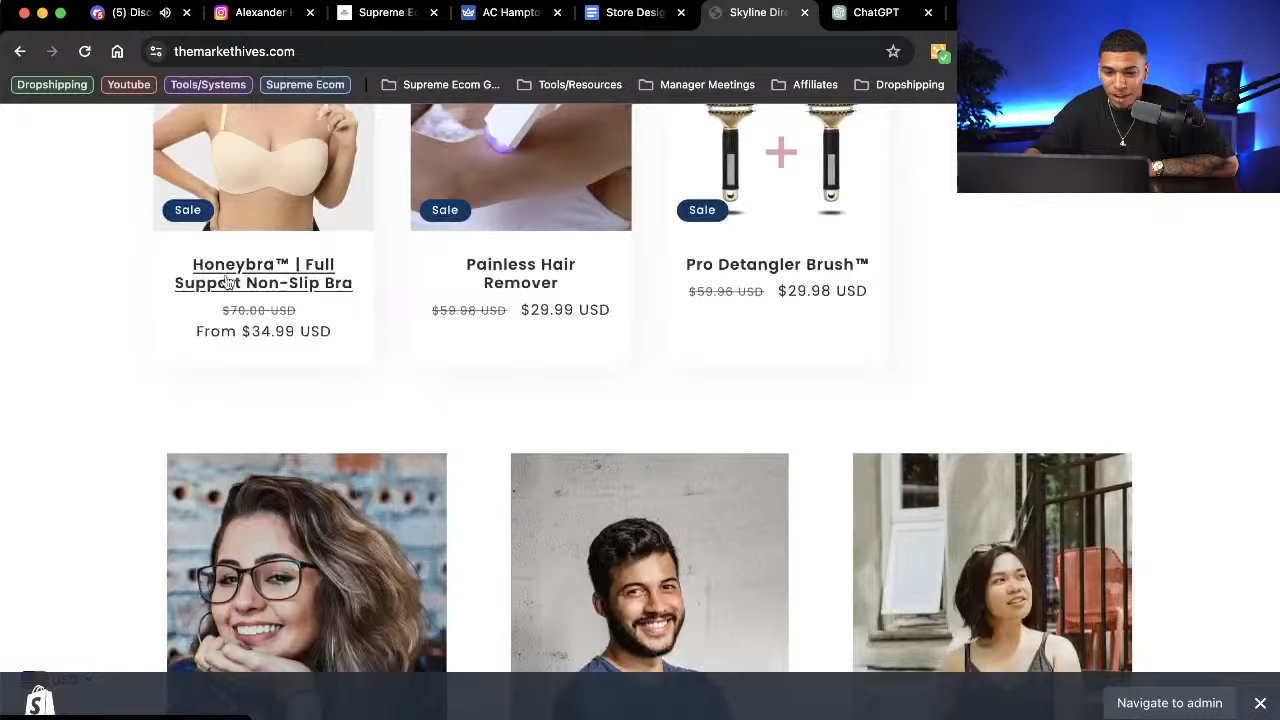 (5) Disc
Alexander
Supreme E
AC Hampto
Store Desig
Skyline Dire
ChatGPT
themarkethives.com
Dropshipping
Youtube
Tools/Systems
Supreme Ecom
Supreme Ecom G...
Tools/Resources
Manager Meetings
Affiliates
Dropshipping
Sale
Sale
Sale
Honeybra™ | Full
Support Non-Slip Bra
$70.00 USD
From $34.99 USD
Painless Hair
Remover
$59.98 USD $29.99 USD
Pro Detangler Brush™
$59.96 USD $29.98 USD
USD
Navigate to admin